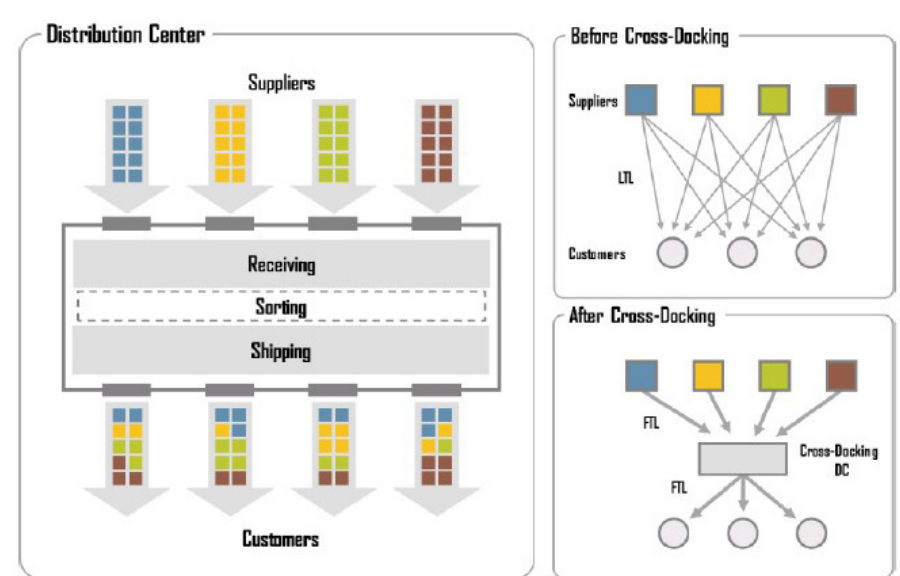 Distribution Center
Suppliers
Receiving
Sorting
Shipping
Customers
Before Cross-Docking
Suppliers
LTL
Customers
After Cross-Docking
FTL
Cross-Docking
DC
FTL